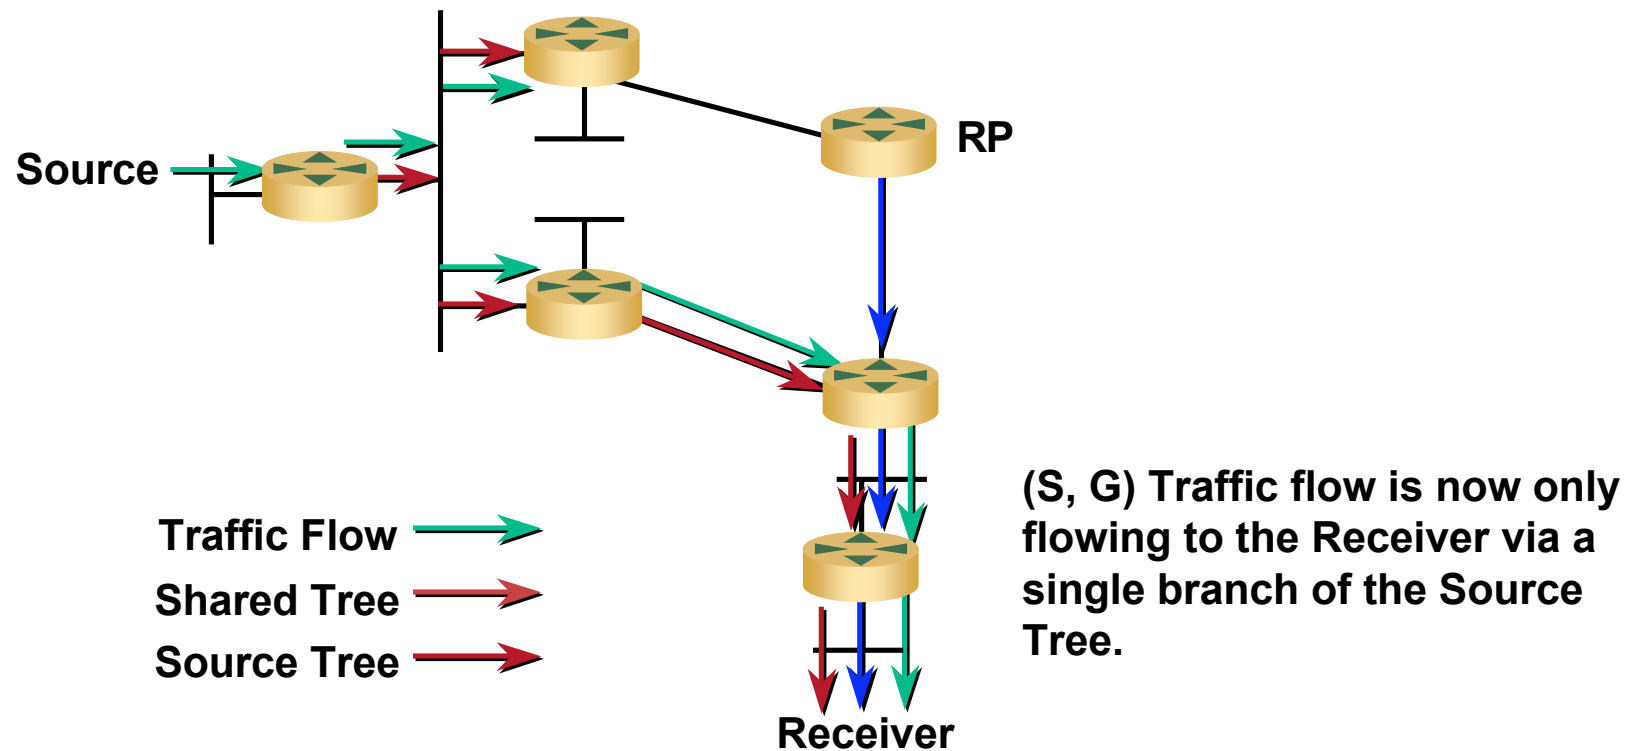 RP
Source
(S, G) Traffic flow is now only
flowing to the Receiver via a
single branch of the Source
Tree.
Traffic Flow
Shared Tree
Source Tree
Receiver